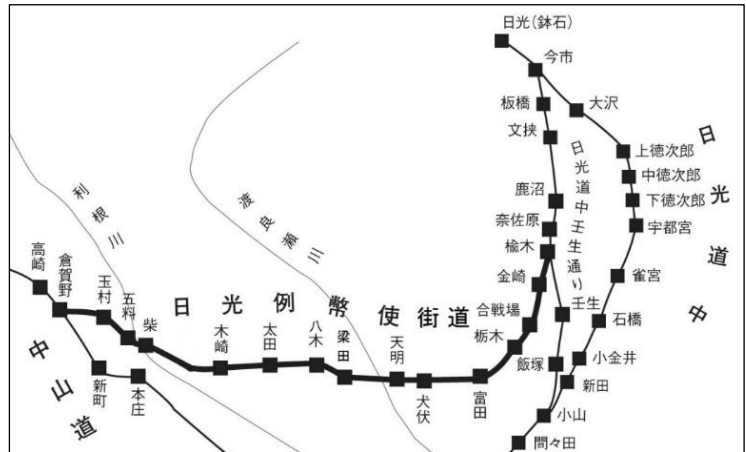 日光(鉢石)
今市
板橋
大沢
文挟
上徳次郎
中徳次郎
下徳次郎
鹿沼
奈佐原
宇都宮
楡木
金崎
雀宮
合戦場
壬生
石橋
栃木
飯塚
小金井
新田
小山
間々田
日光道中
日光道中壬生通り
渡良瀬川
利根川
日光例幣使街道
高崎
倉賀野
玉村
五料
柴
木崎
太田
八木
梁田
天明
犬伏
富田
新町
本庄
中山道